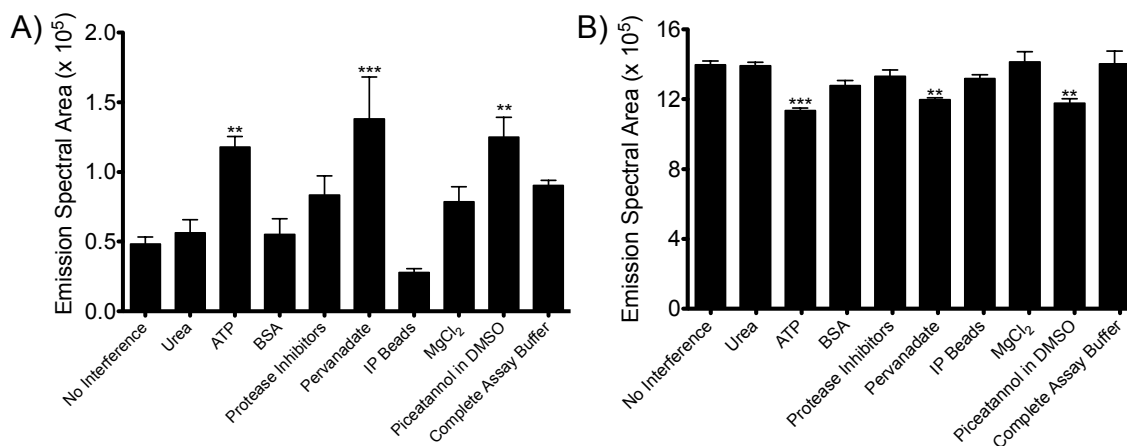 A)
Emission Spectral Area (x 10⁵)
2.0
1.5
1.0
0.5
0.0
**
***
**
No Interference
Urea
ATP
BSA
Protease Inhibitors
Pervanadate
IP Beads
MgCl₂
Piceatannol in DMSO
Complete Assay Buffer
B)
Emission Spectral Area (x 10⁵)
16
12
8
4
0
***
**
**
No Interference
Urea
ATP
BSA
Protease Inhibitors
Pervanadate
IP Beads
MgCl₂
Piceatannol in DMSO
Complete Assay Buffer